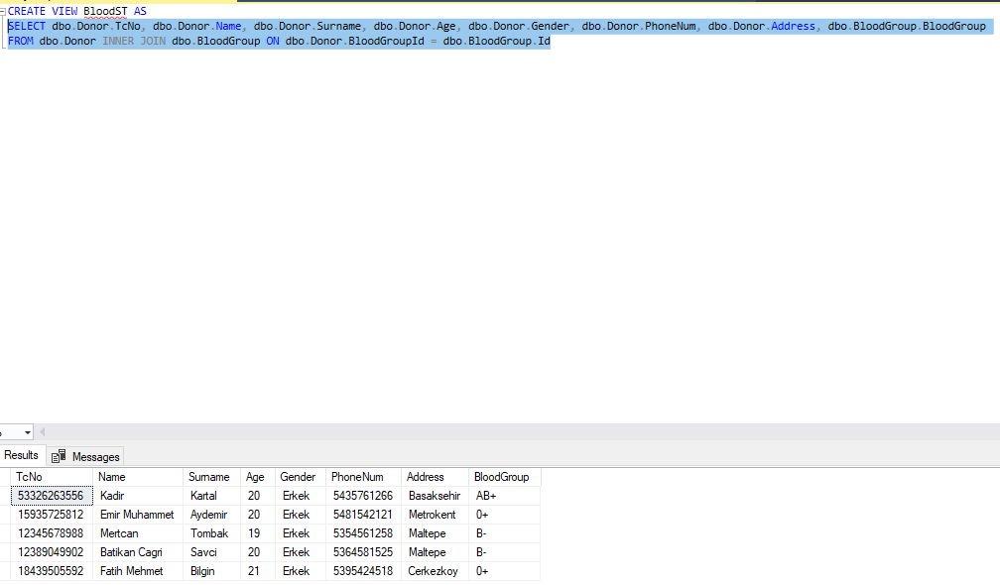 CREATE VIEW BloodST AS
SELECT dbo.Donor.TcNo, dbo.Donor.Name, dbo.Donor.Surname, dbo.Donor.Age, dbo.Donor.Gender, dbo.Donor.PhoneNum, dbo.Donor.Address, dbo.BloodGroup.BloodGroup
FROM dbo.Donor INNER JOIN dbo.BloodGroup ON dbo.Donor.BloodGroupId = dbo.BloodGroup.Id
Results Messages
TcNo Name Surname Age Gender PhoneNum Address BloodGroup
53326263556 Kadir Kartal 20 Erkek 5435761266 Basaksehir AB+
15935725812 Emir Muhammet Aydemir 20 Erkek 5481542121 Metrokent 0+
12345678988 Mertcan Tombak 19 Erkek 5354561258 Maltepe B-
12389049902 Batikan Cagri Savci 20 Erkek 5364581525 Maltepe B-
18439505592 Fatih Mehmet Bilgin 21 Erkek 5395424518 Cerkezkoy 0+